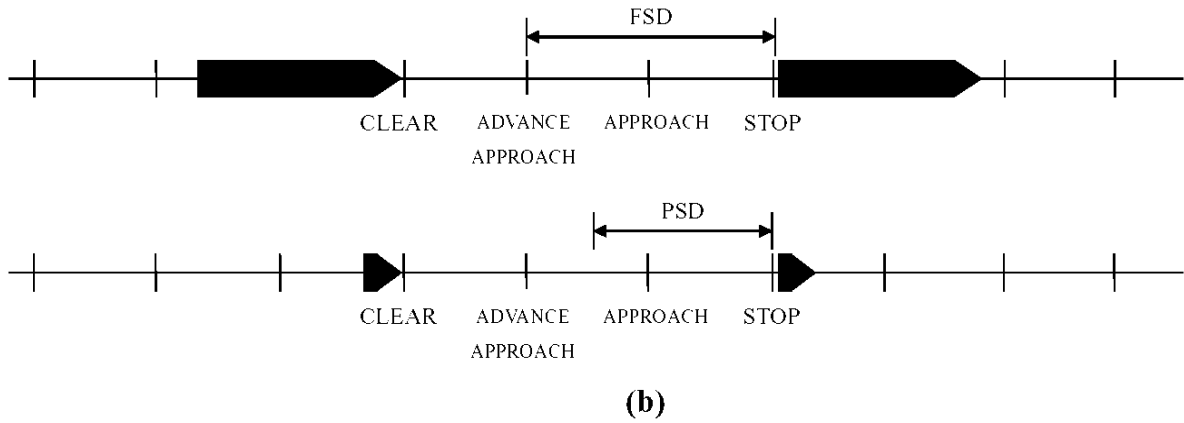 FSD
CLEAR ADVANCE APPROACH STOP
APPROACH
PSD
CLEAR ADVANCE APPROACH STOP
APPROACH
(b)